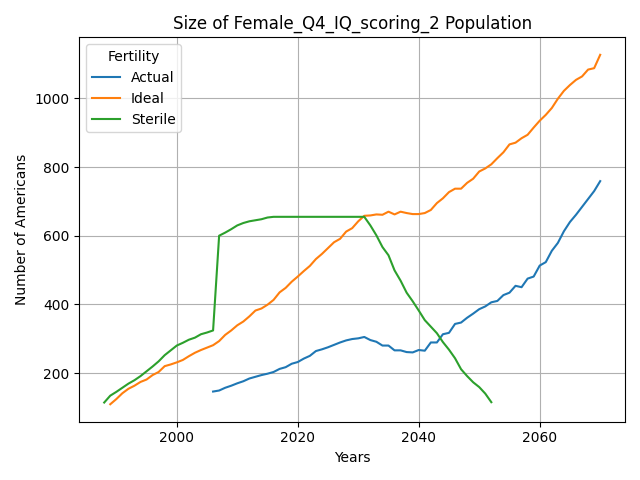 Size of Female_Q4_IQ_scoring_2 Population
Fertility
Actual
Ideal
Sterile
1000
800
600
400
200
Number of Americans
2000
2020
2040
2060
Years